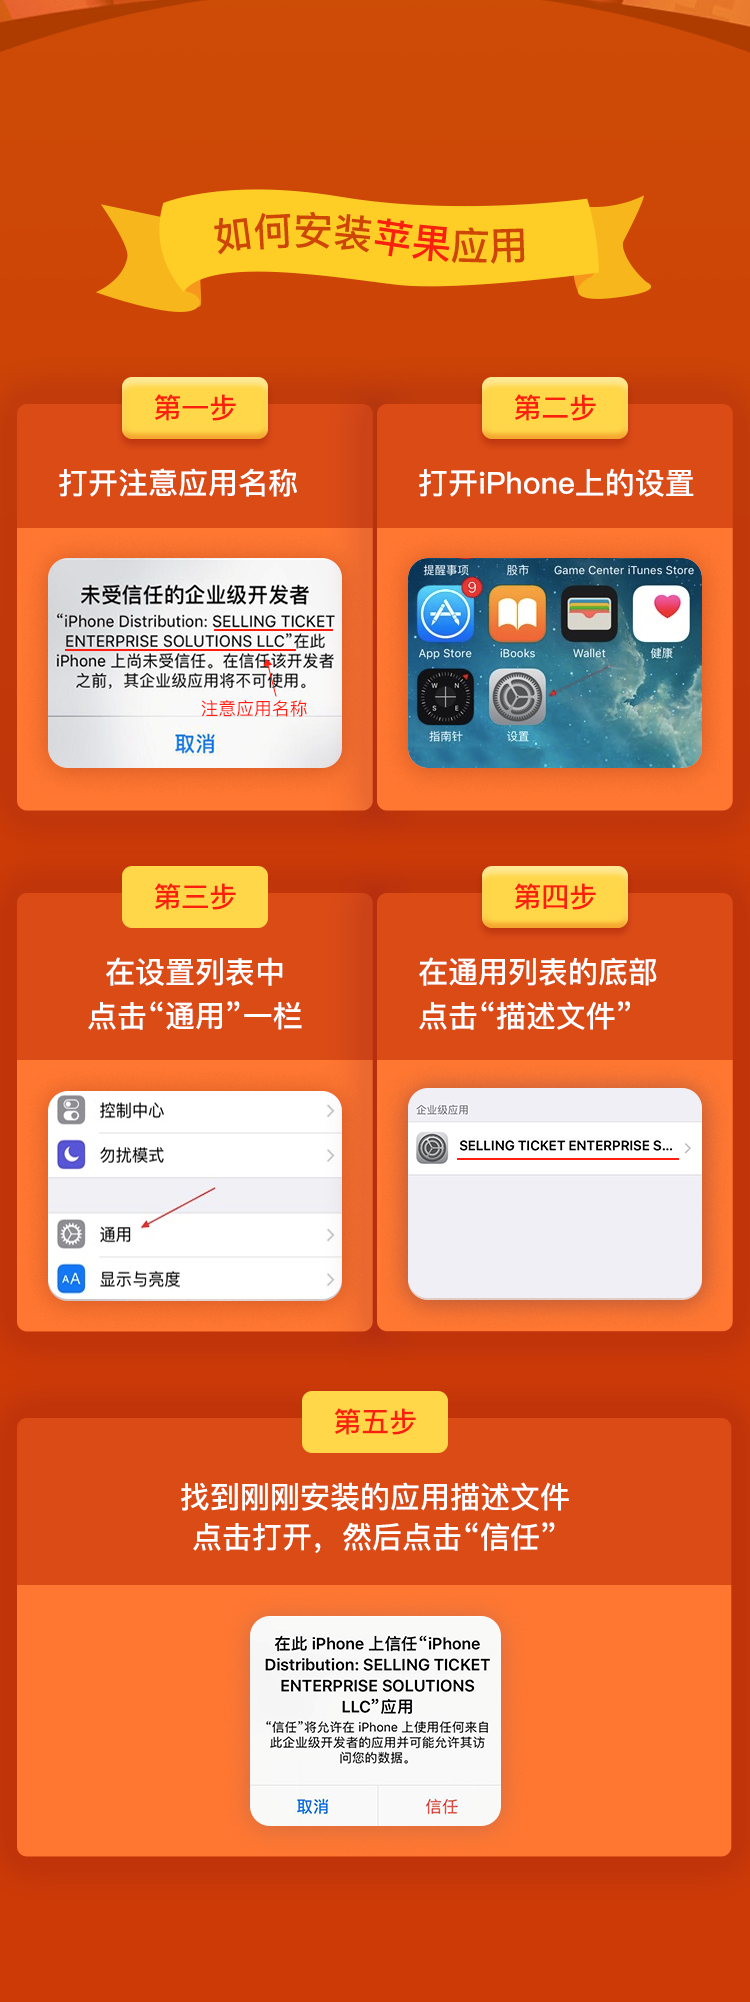 如何安装苹果应用
第一步
打开注意应用名称
未受信任的企业级开发者
“iPhone Distribution: SELLING TICKET
ENTERPRISE SOLUTIONS LLC”在此
iPhone 上尚未受信任。在信任该开发者
之前，其企业级应用将不可使用。
注意应用名称
取消
第二步
打开iPhone上的设置
提醒事项 股市 Game Center iTunes Store
9
App Store iBooks Wallet 健康
N
W
S E
指南针 设置
第三步
在设置列表中
点击“通用”一栏
控制中心
勿扰模式
通用
AA 显示与亮度
第四步
在通用列表的底部
点击“描述文件”
企业级应用
SELLING TICKET ENTERPRISE S...
第五步
找到刚刚安装的应用描述文件
点击打开，然后点击“信任”
在此 iPhone 上信任“iPhone
Distribution: SELLING TICKET
ENTERPRISE SOLUTIONS
LLC”应用
“信任”将允许在 iPhone 上使用任何来自
此企业级开发者的应用并可能允许其访
问您的数据。
取消 信任